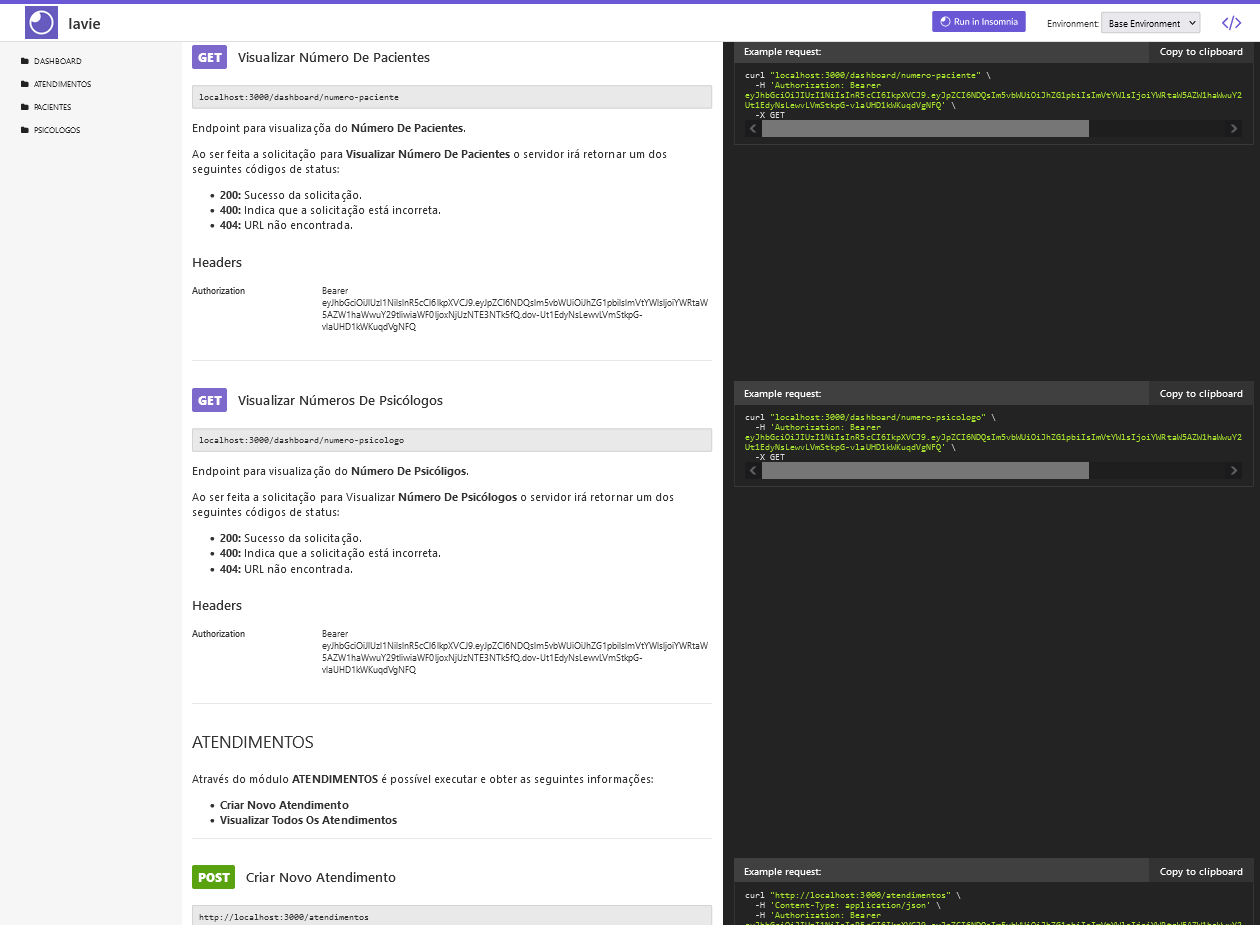 lavie
Run in Insomnia
Environment:
Base Environment
</>
DASHBOARD
ATENDIMENTOS
PACIENTES
PSICOLOGOS
GET Visualizar Número De Pacientes
localhost:3000/dashboard/numero-paciente
Endpoint para visualizaçãa do Número De Pacientes.
Ao ser feita a solicitação para Visualizar Número De Pacientes o servidor irá retornar um dos
seguintes códigos de status:
• 200: Sucesso da solicitação.
• 400: Indica que a solicitação está incorreta.
• 404: URL não encontrada.
Headers
Authorization
Bearer
eyJhbGciOiJIUzI1NiIsInR5cCI6IkpXVCJ9.eyJpZCI6NDQsIm5vbWUiOiJhZG1pbiIsImVtYWlsIjoiYWRtaW
5AZW1haWwuY29tIiwiaWF0IjoxNjUzNTE3NTk5fQ.dov-Ut1EdyNsLewvLVmStkpG-
vlaUHD1kWKuqdVgNFQ
Example request:
Copy to clipboard
curl "localhost:3000/dashboard/numero-paciente" \
-H 'Authorization: Bearer
eyJhbGciOiJIUzI1NiIsInR5cCI6IkpXVCJ9.eyJpZCI6NDQsIm5vbWUiOiJhZG1pbiIsImVtYWlsIjoiYWRtaW5AZW1haWwuY2
Ut1EdyNsLewvLVmStkpG-vlaUHD1kWKuqdVgNFQ' \
-X GET
GET Visualizar Números De Psicólogos
localhost:3000/dashboard/numero-psicologo
Endpoint para visualização do Número De Psicóligos.
Ao ser feita a solicitação para Visualizar Número De Psicólogos o servidor irá retornar um dos
seguintes códigos de status:
• 200: Sucesso da solicitação.
• 400: Indica que a solicitação está incorreta.
• 404: URL não encontrada.
Headers
Authorization
Bearer
eyJhbGciOiJIUzI1NiIsInR5cCI6IkpXVCJ9.eyJpZCI6NDQsIm5vbWUiOiJhZG1pbiIsImVtYWlsIjoiYWRtaW
5AZW1haWwuY29tIiwiaWF0IjoxNjUzNTE3NTk5fQ.dov-Ut1EdyNsLewvLVmStkpG-
vlaUHD1kWKuqdVgNFQ
Example request:
Copy to clipboard
curl "localhost:3000/dashboard/numero-psicologo" \
-H 'Authorization: Bearer
eyJhbGciOiJIUzI1NiIsInR5cCI6IkpXVCJ9.eyJpZCI6NDQsIm5vbWUiOiJhZG1pbiIsImVtYWlsIjoiYWRtaW5AZW1haWwuY2
Ut1EdyNsLewvLVmStkpG-vlaUHD1kWKuqdVgNFQ' \
-X GET
ATENDIMENTOS
Através do módulo ATENDIMENTOS é possível executar e obter as seguintes informações:
• Criar Novo Atendimento
• Visualizar Todos Os Atendimentos
POST Criar Novo Atendimento
http://localhost:3000/atendimentos
Example request:
Copy to clipboard
curl "http://localhost:3000/atendimentos" \
-H 'Content-Type: application/json' \
-H 'Authorization: Bearer